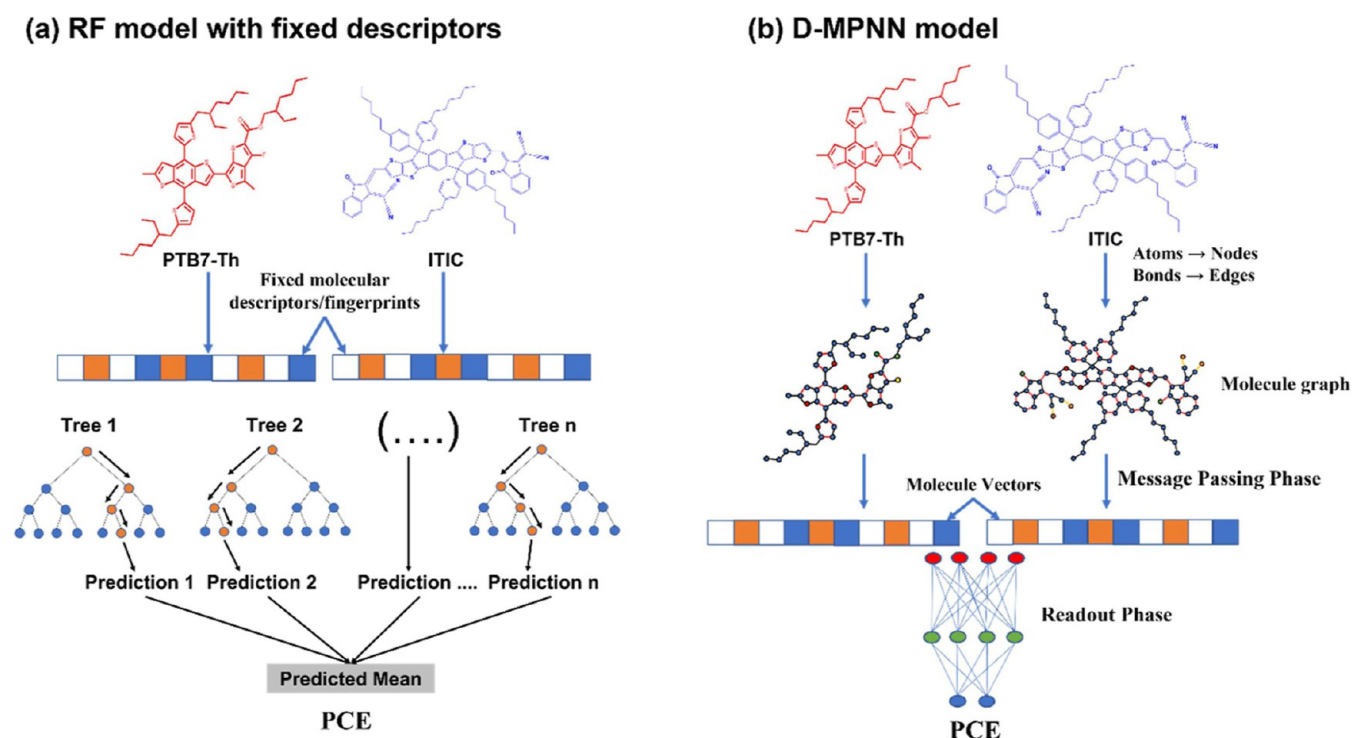 (a) RF model with fixed descriptors
PTB7-Th
ITIC
Fixed molecular
descriptors/fingerprints
Tree 1
Tree 2
(....)
Tree n
Prediction 1
Prediction 2
Prediction ....
Prediction n
Predicted Mean
PCE
(b) D-MPNN model
PTB7-Th
ITIC
Atoms → Nodes
Bonds → Edges
Molecule graph
Message Passing Phase
Molecule Vectors
Readout Phase
PCE